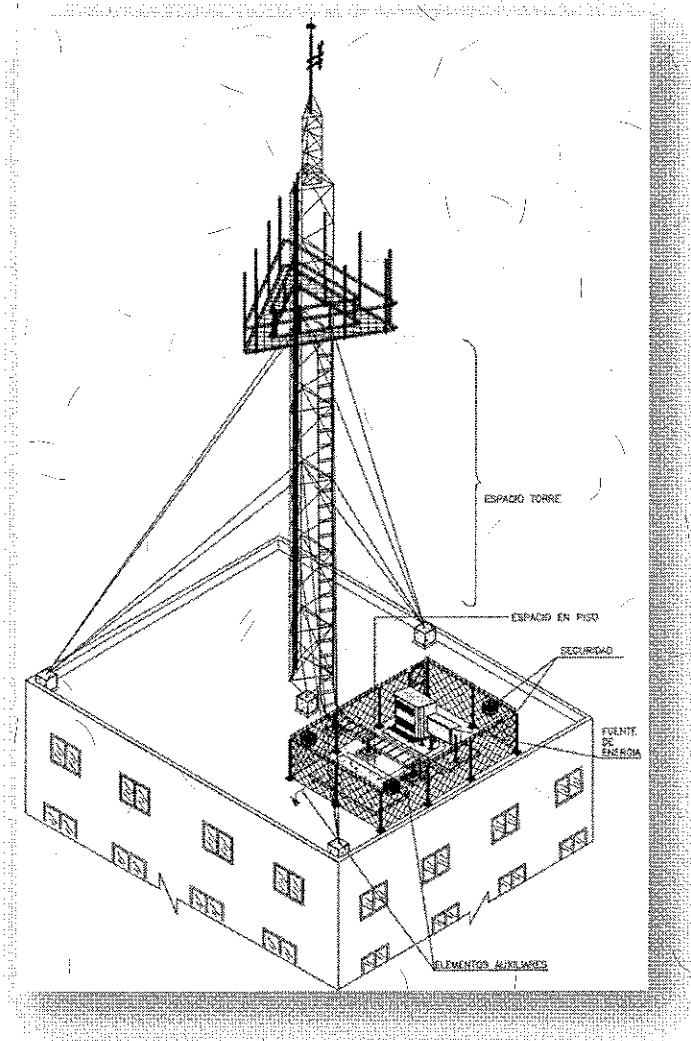 ESPACIO TORRE
ESPACIO EN PISO
SEGURIDAD
FUENTE
DE
ENERGIA
ELEMENTOS AUXILIARES